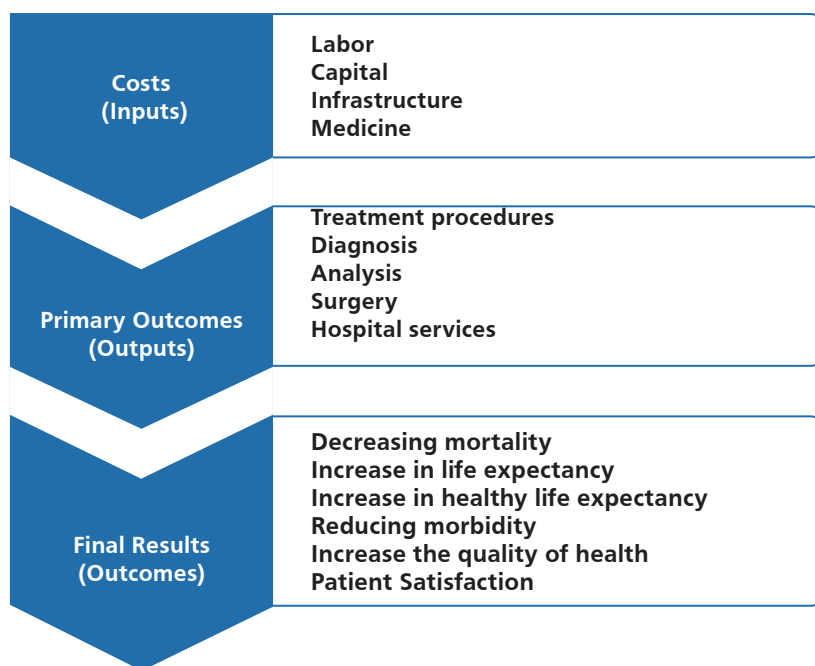 Costs
(Inputs)
Labor
Capital
Infrastructure
Medicine
Primary Outcomes
(Outputs)
Treatment procedures
Diagnosis
Analysis
Surgery
Hospital services
Final Results
(Outcomes)
Decreasing mortality
Increase in life expectancy
Increase in healthy life expectancy
Reducing morbidity
Increase the quality of health
Patient Satisfaction